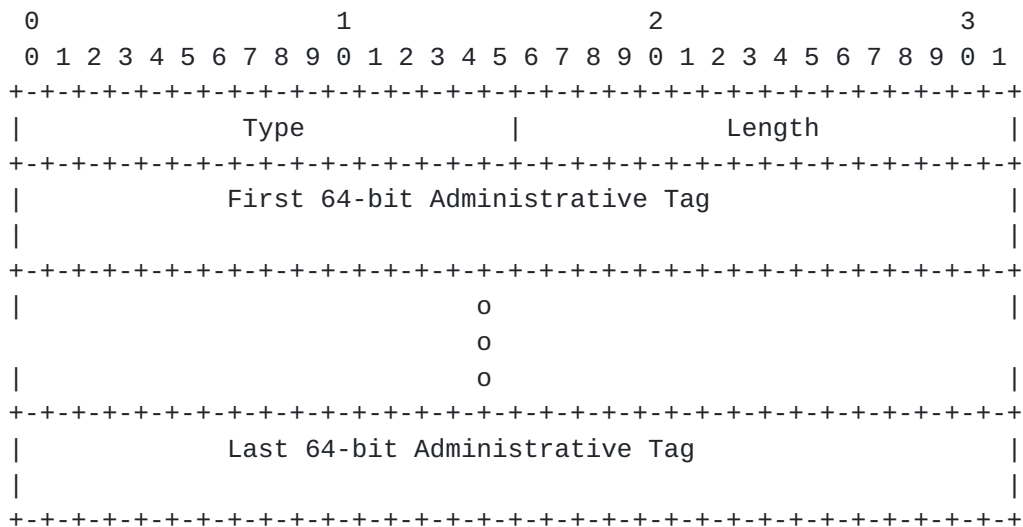 0                   1                   2                   3
 0 1 2 3 4 5 6 7 8 9 0 1 2 3 4 5 6 7 8 9 0 1 2 3 4 5 6 7 8 9 0 1
+-+-+-+-+-+-+-+-+-+-+-+-+-+-+-+-+-+-+-+-+-+-+-+-+-+-+-+-+-+-+-+-+
|              Type             |             Length            |
+-+-+-+-+-+-+-+-+-+-+-+-+-+-+-+-+-+-+-+-+-+-+-+-+-+-+-+-+-+-+-+-+
|             First 64-bit Administrative Tag                   |
|                                                               |
+-+-+-+-+-+-+-+-+-+-+-+-+-+-+-+-+-+-+-+-+-+-+-+-+-+-+-+-+-+-+-+-+
|                             o                                 |
                              o
|                             o                                 |
+-+-+-+-+-+-+-+-+-+-+-+-+-+-+-+-+-+-+-+-+-+-+-+-+-+-+-+-+-+-+-+-+
|             Last 64-bit Administrative Tag                    |
|                                                               |
+-+-+-+-+-+-+-+-+-+-+-+-+-+-+-+-+-+-+-+-+-+-+-+-+-+-+-+-+-+-+-+-+